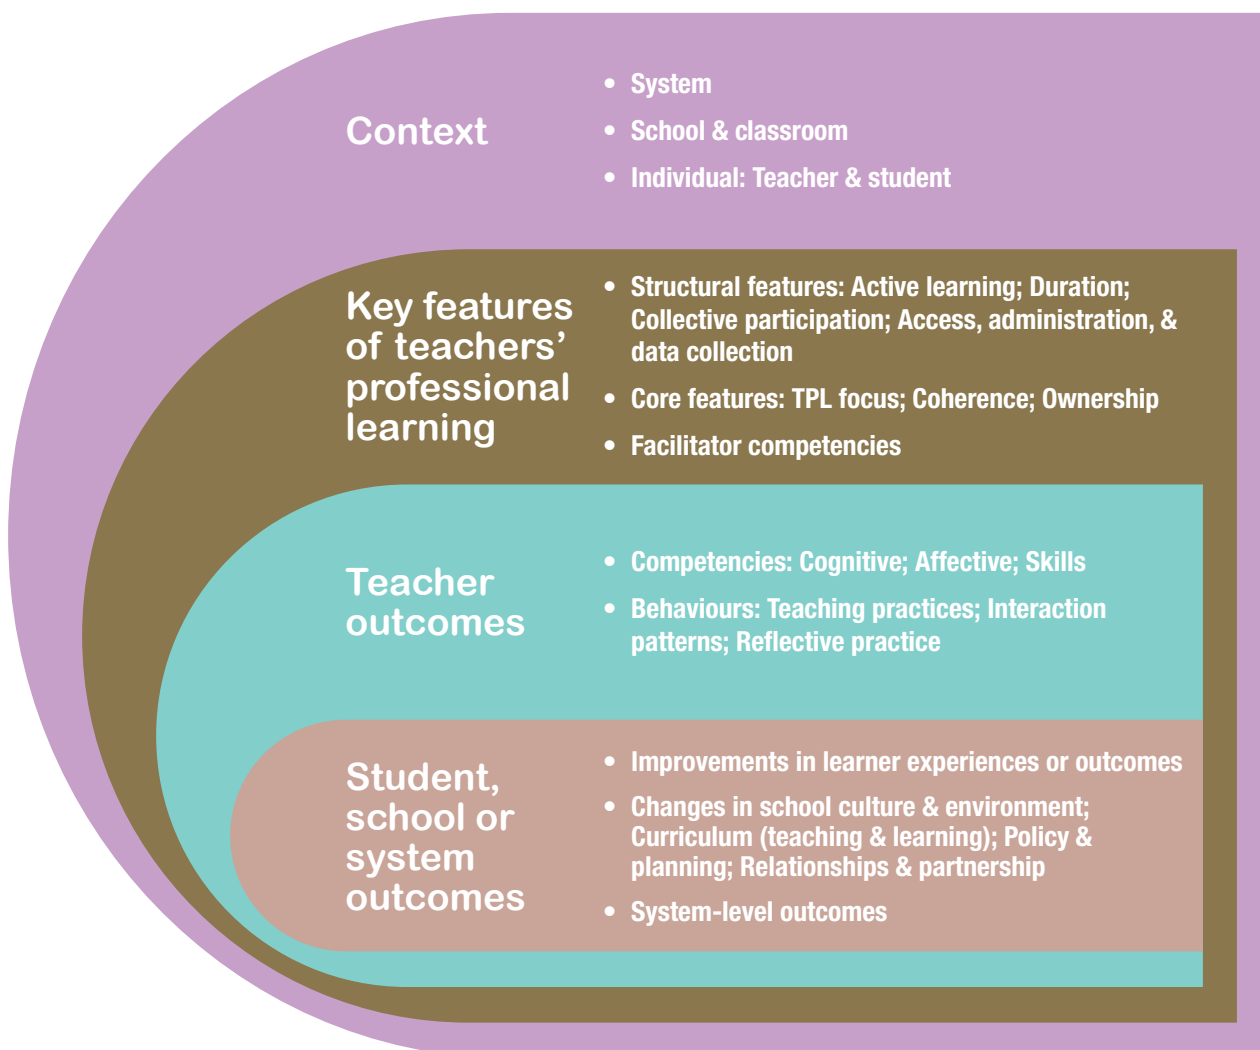 Context
• System
• School & classroom
• Individual: Teacher & student
Key features
of teachers’
professional
learning
• Structural features: Active learning; Duration;
Collective participation; Access, administration, &
data collection
• Core features: TPL focus; Coherence; Ownership
• Facilitator competencies
Teacher
outcomes
• Competencies: Cognitive; Affective; Skills
• Behaviours: Teaching practices; Interaction
patterns; Reflective practice
Student,
school or
system
outcomes
• Improvements in learner experiences or outcomes
• Changes in school culture & environment;
Curriculum (teaching & learning); Policy &
planning; Relationships & partnership
• System-level outcomes